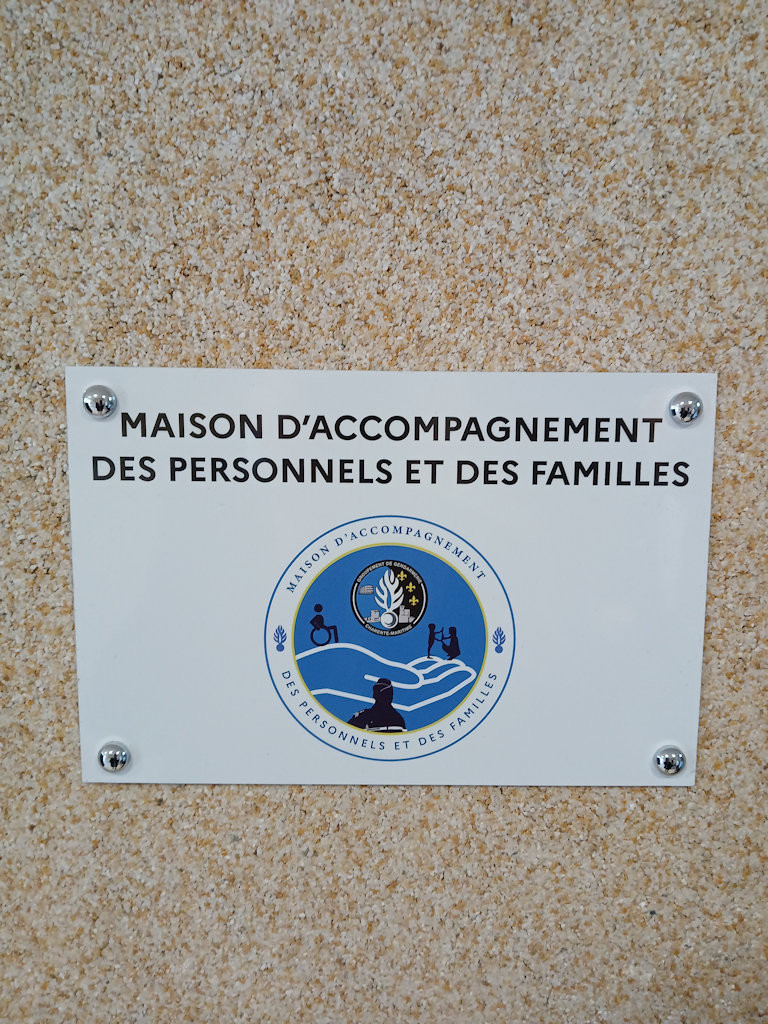 MAISON D'ACCOMPAGNEMENT
DES PERSONNELS ET DES FAMILLES
MAISON D'ACCOMPAGNEMENT
GROUPEMENT DE GENDARMERIE
CHARENTE-MARITIME
DES PERSONNELS ET DES FAMILLES